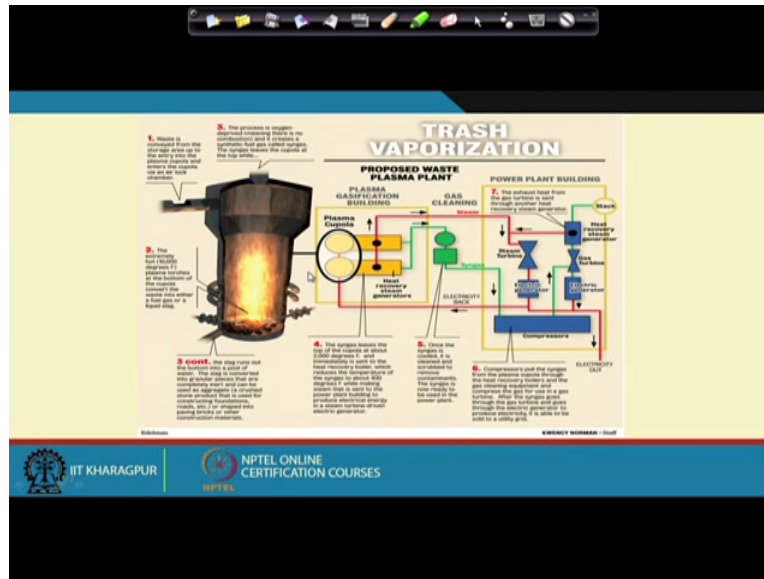 TRASH
VAPORIZATION
PROPOSED WASTE
PLASMA PLANT
1. Waste is
conveyed from the
storage area up to
the entry into the
plasma cupola and
enters the cupola
via an air lock
chamber.
3. The process is oxygen-
deprived (meaning there is no
combustion) and it creates a
synthetic fuel gas called syngas.
The syngas leaves the cupola at
the top while...
2. The
extremely
hot (10,000
degrees F)
plasma torches
at the bottom of
the cupola
convert the
waste into either
a fuel gas or a
liquid slag.
3 cont. the slag runs out
the bottom into a pool of
water. The slag is converted
into granular pieces that are
completely inert and can be
used as aggregate (a crushed
stone product that is used for
constructing foundations,
roads, etc.) or shaped into
paving bricks or other
construction materials.
PLASMA
GASIFICATION
BUILDING
Plasma
Cupola
Heat
recovery
steam
generators
GAS
CLEANING
Steam
Syngas
ELECTRICITY
BACK
POWER PLANT BUILDING
7. The exhaust heat from
the gas turbine is sent
through another heat
recovery steam generator.
Stack
Heat
recovery
steam
generator
Steam
Turbine
Gas
Turbine
Electric
generator
Electric
generator
Compressors
ELECTRICITY
OUT
4. The syngas leaves the
top of the cupola at about
3,000 degrees F. and
immediately is sent to the
heat recovery boiler, which
reduces the temperature of
the syngas to about 400
degrees F while making
steam that is sent to the
power plant building to
produce electrical energy
in a steam turbine-driven
electric generator.
5. Once the
syngas is
cooled, it is
cleaned and
scrubbed to
remove
contaminants.
The syngas is
now ready to
be used in the
power plant.
6. Compressors pull the syngas
from the plasma cupola through
the heat recovery boilers and the
gas cleaning equipment and
compress the gas for use in a gas
turbine. After the syngas goes
through the gas turbine and goes
through the electric generator to
produce electricity, it is able to be
sold to a utility grid.
KWENCY NORMAN • Staff
IIT KHARAGPUR
NPTEL
NPTEL ONLINE
CERTIFICATION COURSES